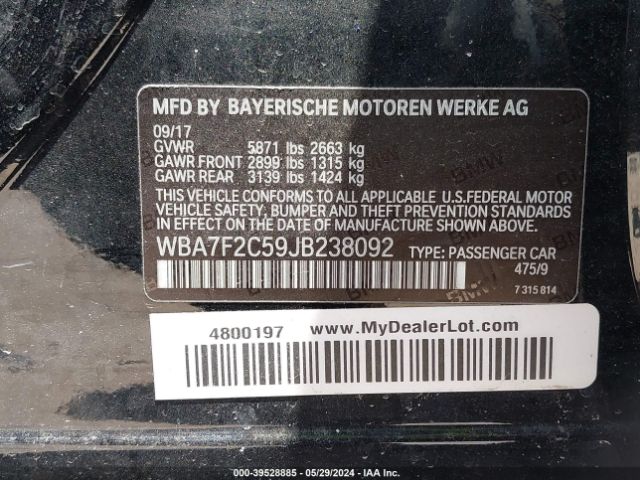 MFD BY BAYERISCHE MOTOREN WERKE AG
09/17
GVWR 5871 lbs 2663 kg
GAWR FRONT 2899 lbs 1315 kg
GAWR REAR 3139 lbs 1424 kg
THIS VEHICLE CONFORMS TO ALL APPLICABLE U.S.FEDERAL MOTOR
VEHICLE SAFETY, BUMPER AND THEFT PREVENTION STANDARDS
IN EFFECT ON THE DATE OF MANUFACTURE SHOWN ABOVE.
WBA7F2C59JB238092 TYPE: PASSENGER CAR
475/9
7 315 814
4800197 www.MyDealerLot.com
000-39528885 - 05/29/2024 - IAA Inc.